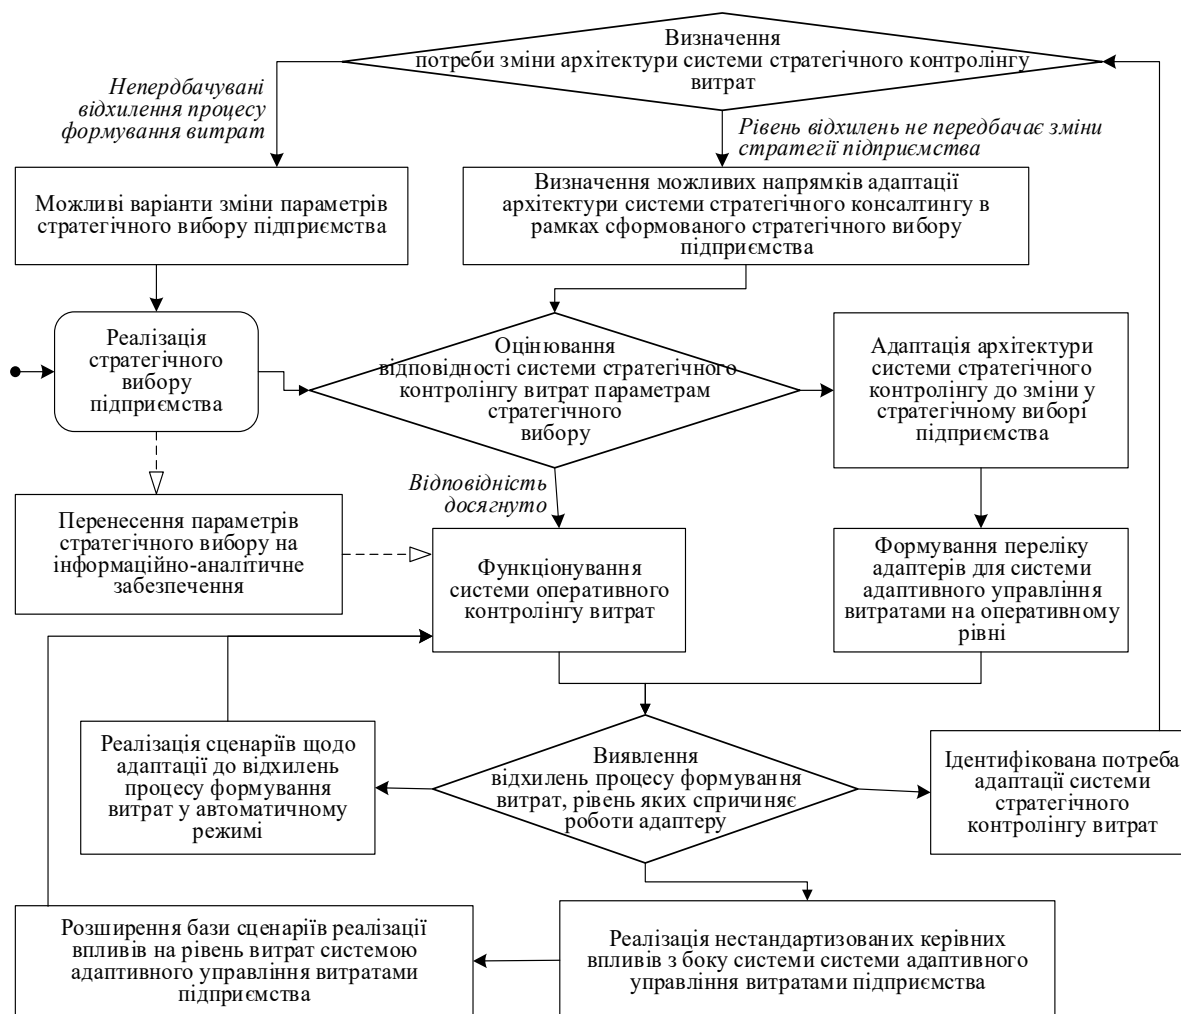 Визначення
потреби зміни архітектури системи стратегічного контролінгу
витрат
Непердбачувані
відхилення процесу
формування витрат
Рівень відхилень не передбачає зміни
стратегії підприємства
Можливі варіанти зміни параметрів
стратегічного вибору підприємства
Визначення можливих напрямків адаптації
архітектури системи стратегічного консалтингу в
рамках сформованого стратегічного вибору
підприємства
Реалізація
стратегічного
вибору
підприємства
Оцінювання
відповідності системи стратегічного
контролінгу витрат параметрам
стратегічного
вибору
Адаптація архітектури
системи стратегічного
контролінгу до зміни у
стратегічному виборі
підприємства
Відповідність
досягнуто
Перенесення параметрів
стратегічного вибору на
інформаційно-аналітичне
забезпечення
Функціонування
системи оперативного
контролінгу витрат
Формування переліку
адаптерів для системи
адаптивного управління
витратами на оперативному
рівні
Реалізація сценаріїв щодо
адаптації до відхилень
процесу формування
витрат у автоматичному
режимі
Виявлення
відхилень процесу формування
витрат, рівень яких спричиняє
роботи адаптеру
Ідентифікована потреба
адаптації системи
стратегічного
контролінгу витрат
Розширення бази сценаріїв реалізації
впливів на рівень витрат системою
адаптивного управління витратами
підприємства
Реалізація нестандартизованих керівних
впливів з боку системи системи адаптивного
управління витратами підприємства